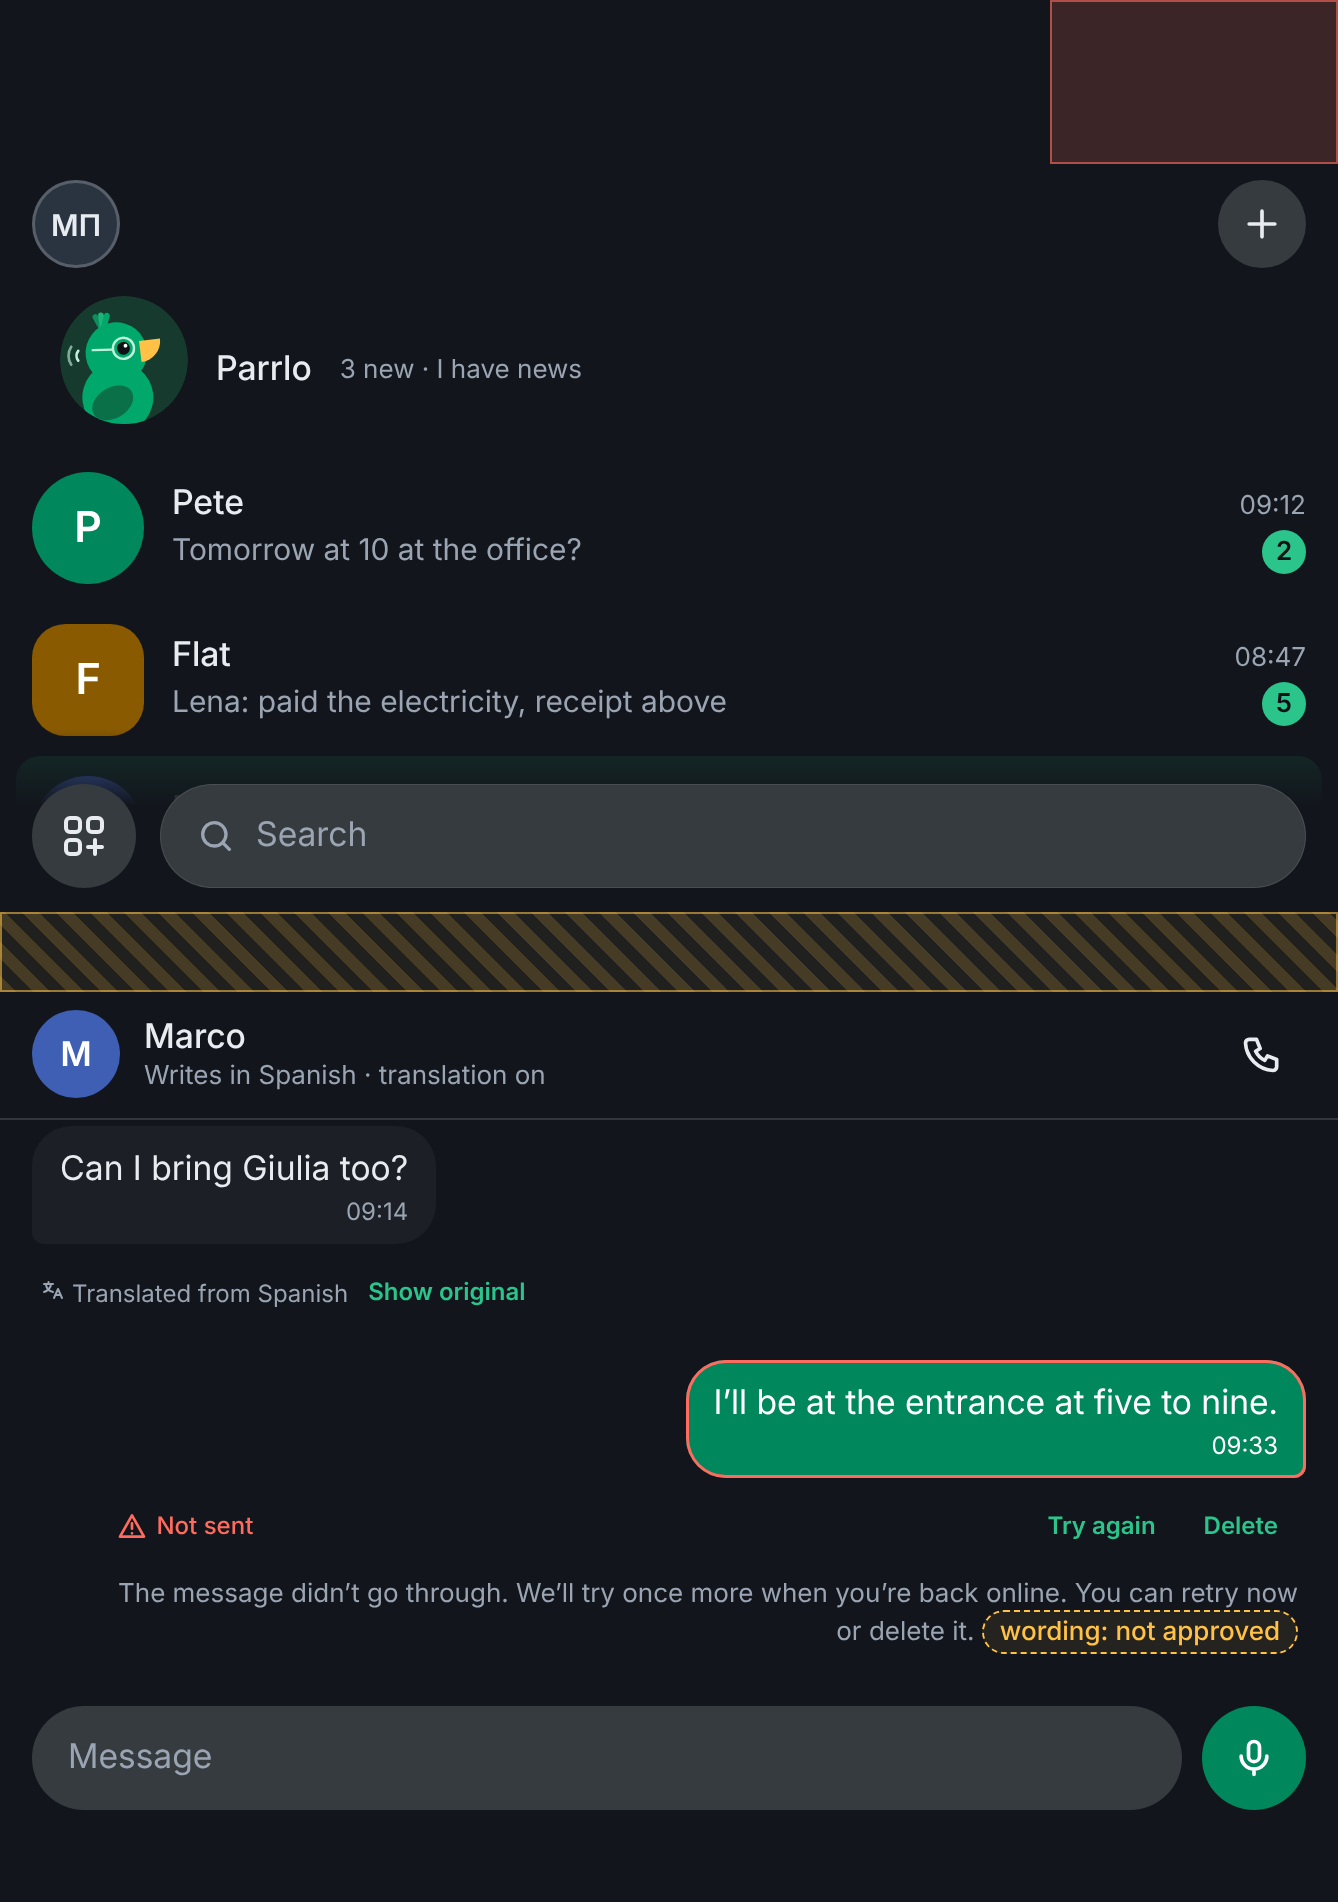 МП
Parrlo 3 new · I have news
Pete 09:12
Tomorrow at 10 at the office? 2
Flat 08:47
Lena: paid the electricity, receipt above 5
Search
M Marco
Writes in Spanish · translation on
Can I bring Giulia too?
09:14
Translated from Spanish Show original
I’ll be at the entrance at five to nine.
09:33
Not sent Try again Delete
The message didn’t go through. We’ll try once more when you’re back online. You can retry now
or delete it. wording: not approved
Message
P
F